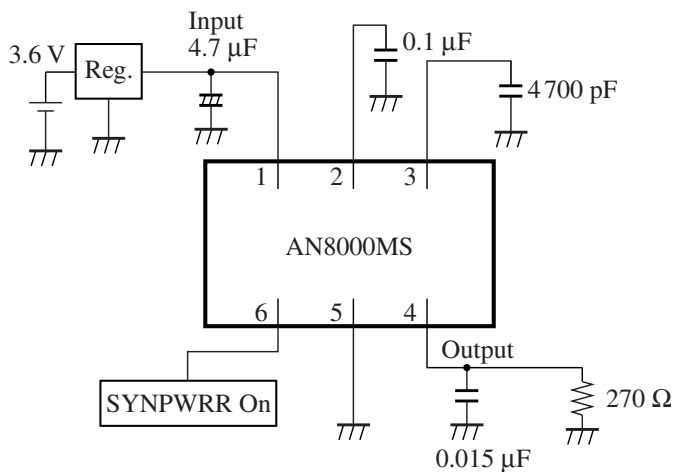 Input
4.7 µF
3.6 V
Reg.
0.1 µF
4 700 pF
1
2
3
AN8000MS
6
5
4
Output
SYNPWRR On
270 Ω
0.015 µF